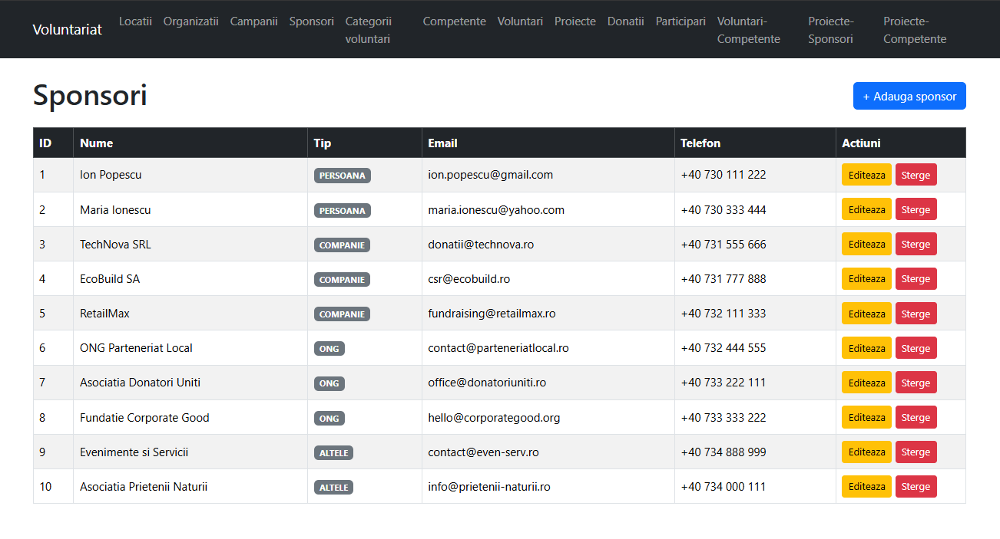 Voluntariat Locatii Organizatii Campanii Sponsori Categorii voluntari Competente Voluntari Proiecte Donatii Participari Voluntari-Competente Proiecte-Sponsori Proiecte-Competente
Sponsori + Adauga sponsor
ID Nume Tip Email Telefon Actiuni
1 Ion Popescu PERSOANA ion.popescu@gmail.com +40 730 111 222 Editeaza Sterge
2 Maria Ionescu PERSOANA maria.ionescu@yahoo.com +40 730 333 444 Editeaza Sterge
3 TechNova SRL COMPANIE donatii@technova.ro +40 731 555 666 Editeaza Sterge
4 EcoBuild SA COMPANIE csr@ecobuild.ro +40 731 777 888 Editeaza Sterge
5 RetailMax COMPANIE fundraising@retailmax.ro +40 732 111 333 Editeaza Sterge
6 ONG Parteneriat Local ONG contact@parteneriatlocal.ro +40 732 444 555 Editeaza Sterge
7 Asociatia Donatori Uniti ONG office@donatoriuniti.ro +40 733 222 111 Editeaza Sterge
8 Fundatie Corporate Good ONG hello@corporategood.org +40 733 333 222 Editeaza Sterge
9 Evenimente si Servicii ALTELE contact@even-serv.ro +40 734 888 999 Editeaza Sterge
10 Asociatia Prietenii Naturii ALTELE info@prietenii-naturii.ro +40 734 000 111 Editeaza Sterge